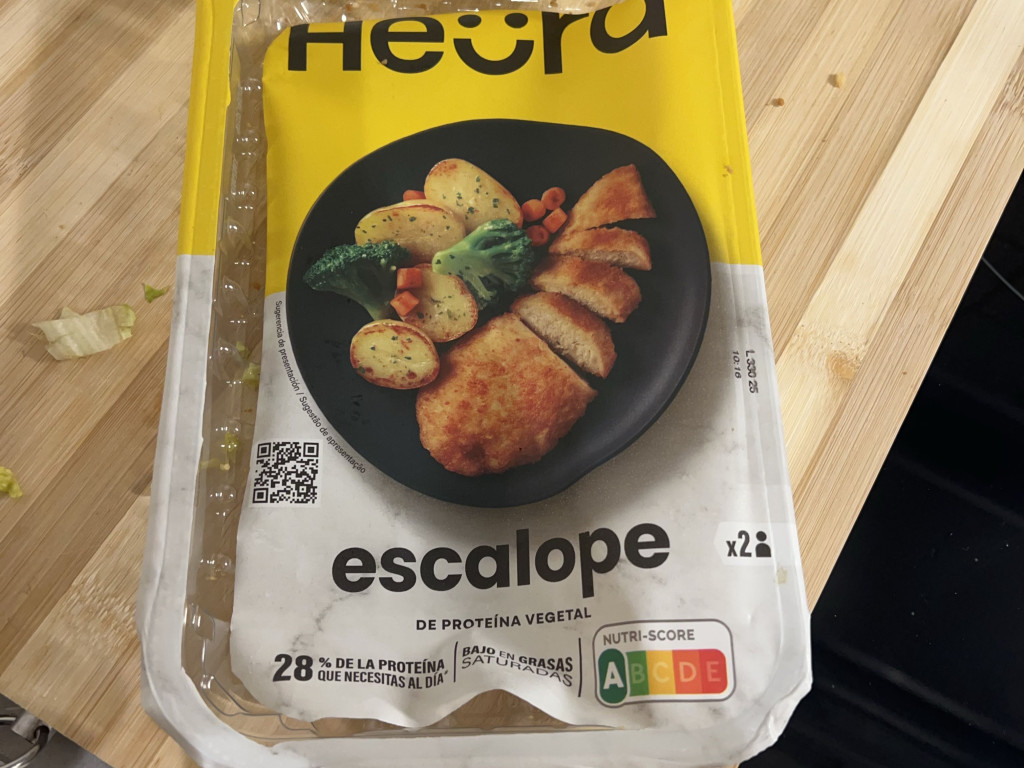 Heüra
Sugerencia de presentación / Sugestão de apresentação
L 330 25
10:16
escalope
x2
DE PROTEÍNA VEGETAL
28 % DE LA PROTEÍNA
QUE NECESITAS AL DÍA*
BAJO EN GRASAS
SATURADAS
NUTRI-SCORE
A B C D E